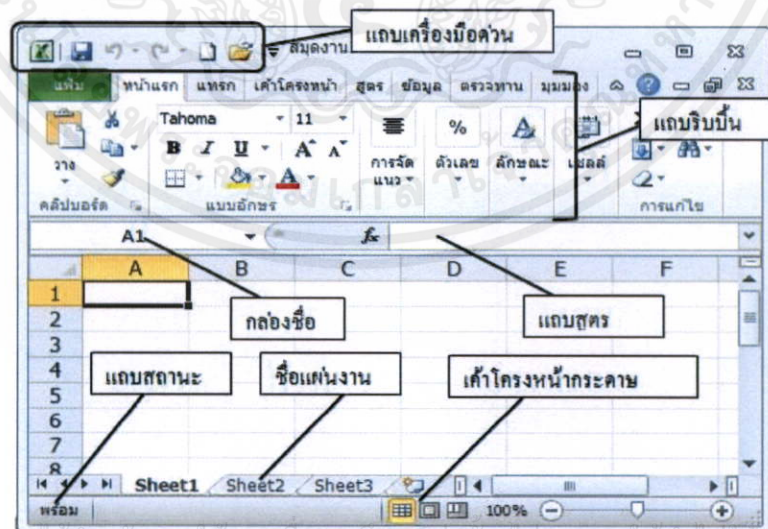 แถบเครื่องมือด่วน
สมุดงาน
แฟ้ม หน้าแรก แทรก เค้าโครงหน้า สูตร ข้อมูล ตรวจทาน มุมมอง
แถบริบบิ้น
Tahoma 11
วาง
B I U A A
% A
การจัดแนว ตัวเลข ลักษณะ เซลล์
คลิปบอร์ด แบบอักษร การแก้ไข
A1 fx
A B C D E F
1
2
3
4
5
6
7
8
กล่องชื่อ แถบสูตร
แถบสถานะ ชื่อแผ่นงาน เค้าโครงหน้ากระดาษ
Sheet1 Sheet2 Sheet3
พร้อม 100%